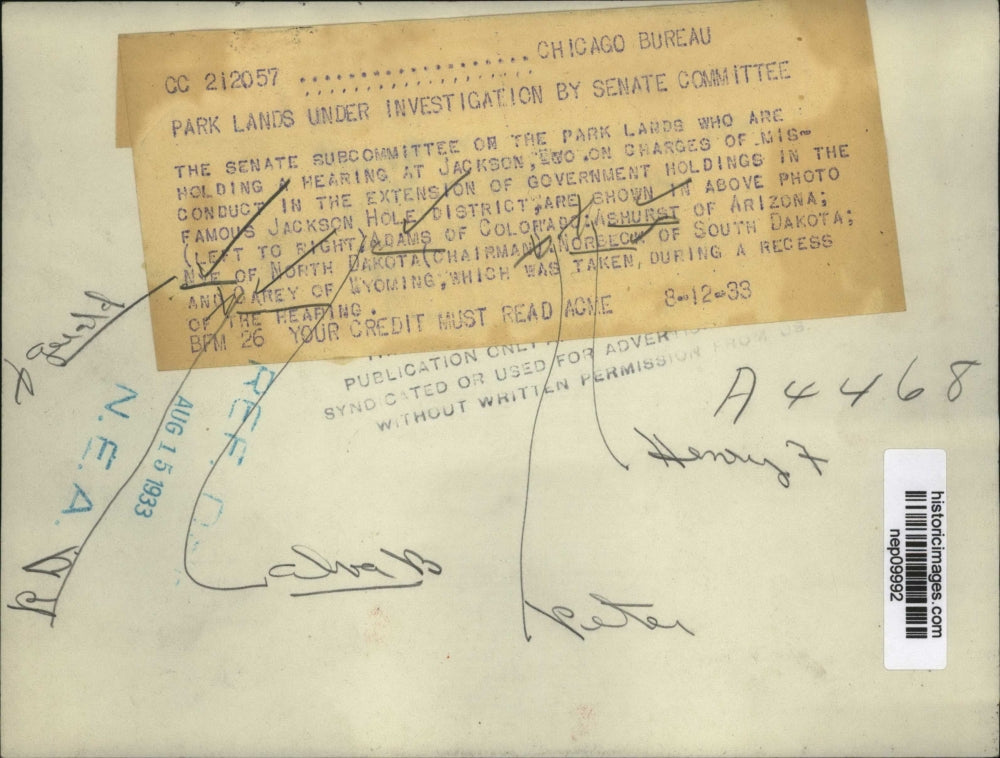 CC 212057 .................... CHICAGO BUREAU
PARK LANDS UNDER INVESTIGATION BY SENATE COMMITTEE
THE SENATE SUBCOMMITTEE ON THE PARK LANDS WHO ARE
HOLDING A HEARING AT JACKSON, WYO. ON CHARGES OF MIS-
CONDUCT IN THE EXTENSION OF GOVERNMENT HOLDINGS IN THE
FAMOUS JACKSON HOLE DISTRICT, ARE SHOWN IN ABOVE PHOTO
(LEFT TO RIGHT) ADAMS OF COLORADO; ASHURST OF ARIZONA;
NYE OF NORTH DAKOTA (CHAIRMAN); NORBECK OF SOUTH DAKOTA;
AND CAREY OF WYOMING, WHICH WAS TAKEN, DURING A RECESS
OF THE HEARING.
BFM 26 YOUR CREDIT MUST READ ACME 8-12-33
PUBLICATION ONLY
SYNDICATED OR USED FOR ADVERTI
WITHOUT WRITTEN PERMISSION FROM US.
A4468
Henry F
Gerald
N.E.A.
AUG 15 1933
REF. D.
R.D.
Alva B
Peter
historicimages.com
nep09992